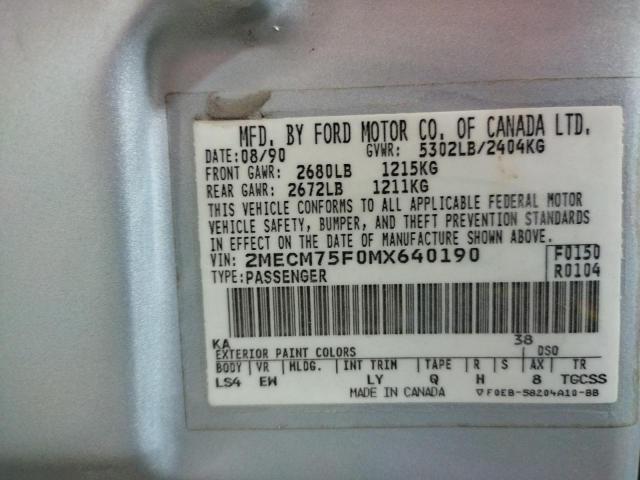 MFD. BY FORD MOTOR CO. OF CANADA LTD.
DATE: 08/90 GVWR: 5302LB/2404KG
FRONT GAWR: 2680LB 1215KG
REAR GAWR: 2672LB 1211KG
THIS VEHICLE CONFORMS TO ALL APPLICABLE FEDERAL MOTOR
VEHICLE SAFETY, BUMPER, AND THEFT PREVENTION STANDARDS
IN EFFECT ON THE DATE OF MANUFACTURE SHOWN ABOVE.
VIN: 2MECM75F0MX640190 F0150
TYPE: PASSENGER R0104
KA 38
EXTERIOR PAINT COLORS DSO
BODY VR MLDG. INT TRIM TAPE R S AX TR
LS4 EW LY Q H 8 TGCSS
MADE IN CANADA ▽F0EB-58204A10-BB